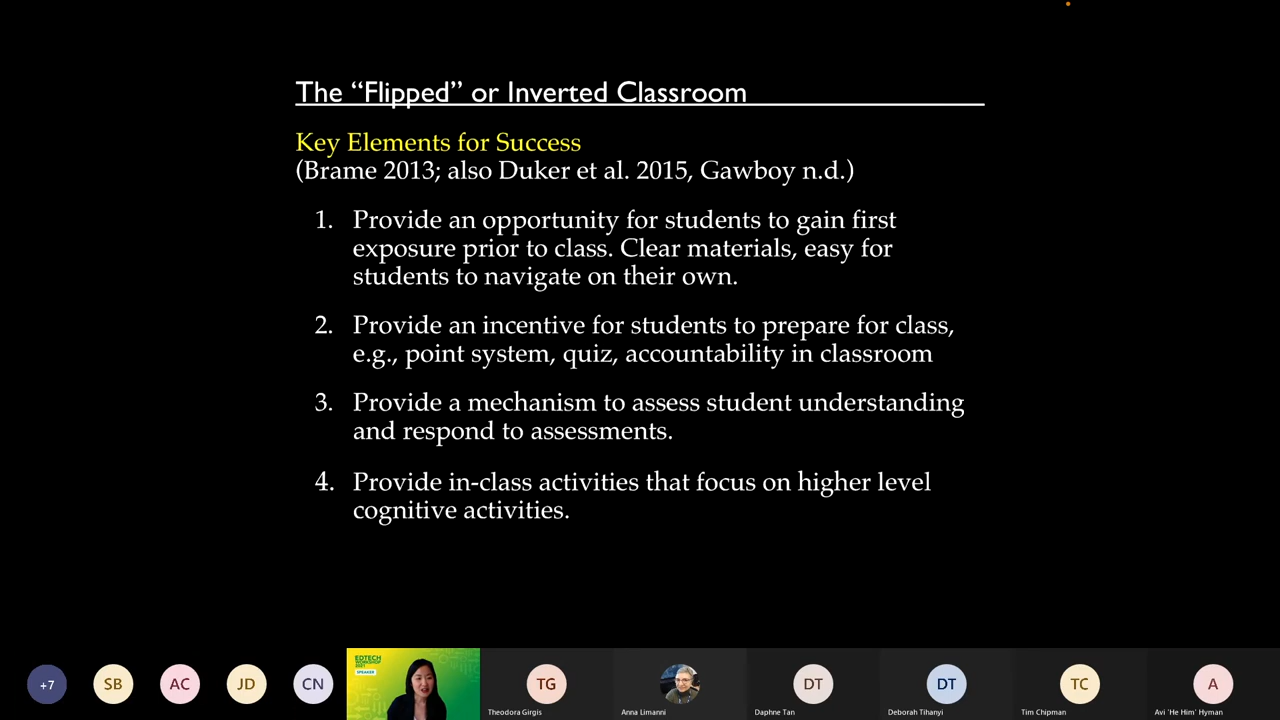 The “Flipped” or Inverted Classroom
Key Elements for Success
(Brame 2013; also Duker et al. 2015, Gawboy n.d.)
1. Provide an opportunity for students to gain first
exposure prior to class. Clear materials, easy for
students to navigate on their own.
2. Provide an incentive for students to prepare for class,
e.g., point system, quiz, accountability in classroom
3. Provide a mechanism to assess student understanding
and respond to assessments.
4. Provide in-class activities that focus on higher level
cognitive activities.
+7
SB
AC
JD
CN
EDTECH
WORKSHOP
2021
SPEAKER
TG
Theodora Girgis
Anna Limanni
DT
Daphne Tan
DT
Deborah Tihanyi
TC
Tim Chipman
A
Avi 'He Him' Hyman